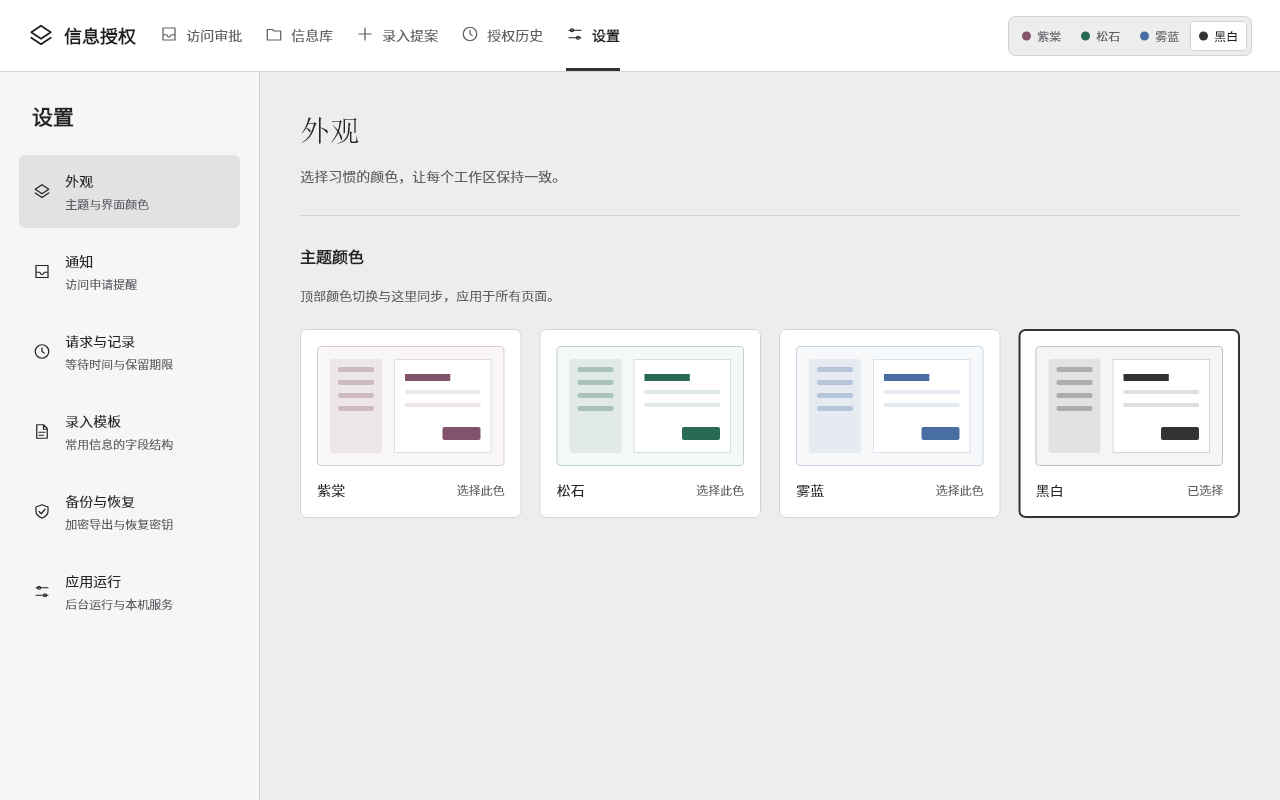 信息授权
访问审批
信息库
录入提案
授权历史
设置
紫棠
松石
雾蓝
黑白
设置
外观
主题与界面颜色
通知
访问申请提醒
请求与记录
等待时间与保留期限
录入模板
常用信息的字段结构
备份与恢复
加密导出与恢复密钥
应用运行
后台运行与本机服务
外观
选择习惯的颜色，让每个工作区保持一致。
主题颜色
顶部颜色切换与这里同步，应用于所有页面。
紫棠
选择此色
松石
选择此色
雾蓝
选择此色
黑白
已选择